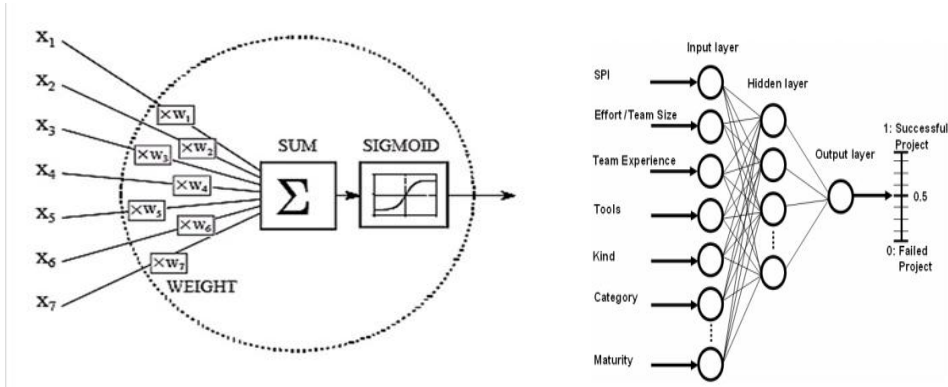 X1
X2
X3
X4
X5
X6
X7
×W1
×W2
×W3
×W4
×W5
×W6
×W7
WEIGHT
SUM
Σ
SIGMOID
Input layer
Hidden layer
Output layer
SPI
Effort /Team Size
Team Experience
Tools
Kind
Category
Maturity
1: Successful
Project
0.5
0: Failed
Project